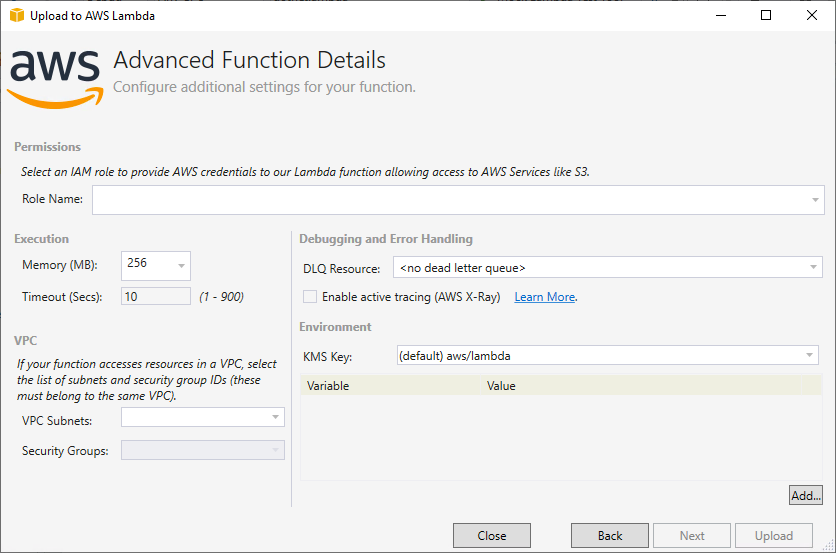 Upload to AWS Lambda
aws
Advanced Function Details
Configure additional settings for your function.
Permissions
Select an IAM role to provide AWS credentials to our Lambda function allowing access to AWS Services like S3.
Role Name:
Execution
Memory (MB): 256
Timeout (Secs): 10 (1 - 900)
VPC
If your function accesses resources in a VPC, select
the list of subnets and security group IDs (these
must belong to the same VPC).
VPC Subnets:
Security Groups:
Debugging and Error Handling
DLQ Resource: <no dead letter queue>
Enable active tracing (AWS X-Ray) Learn More.
Environment
KMS Key: (default) aws/lambda
Variable Value
Add...
Close Back Next Upload